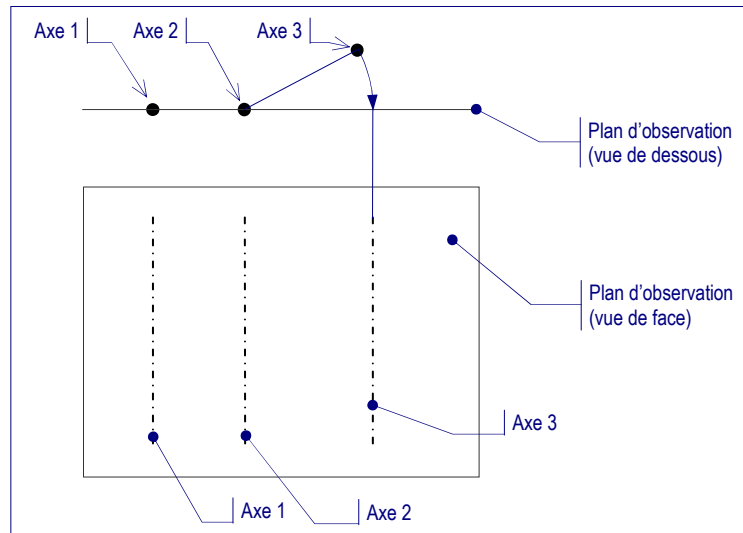 Axe 1
Axe 2
Axe 3
Plan d'observation
(vue de dessous)
Plan d'observation
(vue de face)
Axe 3
Axe 1
Axe 2